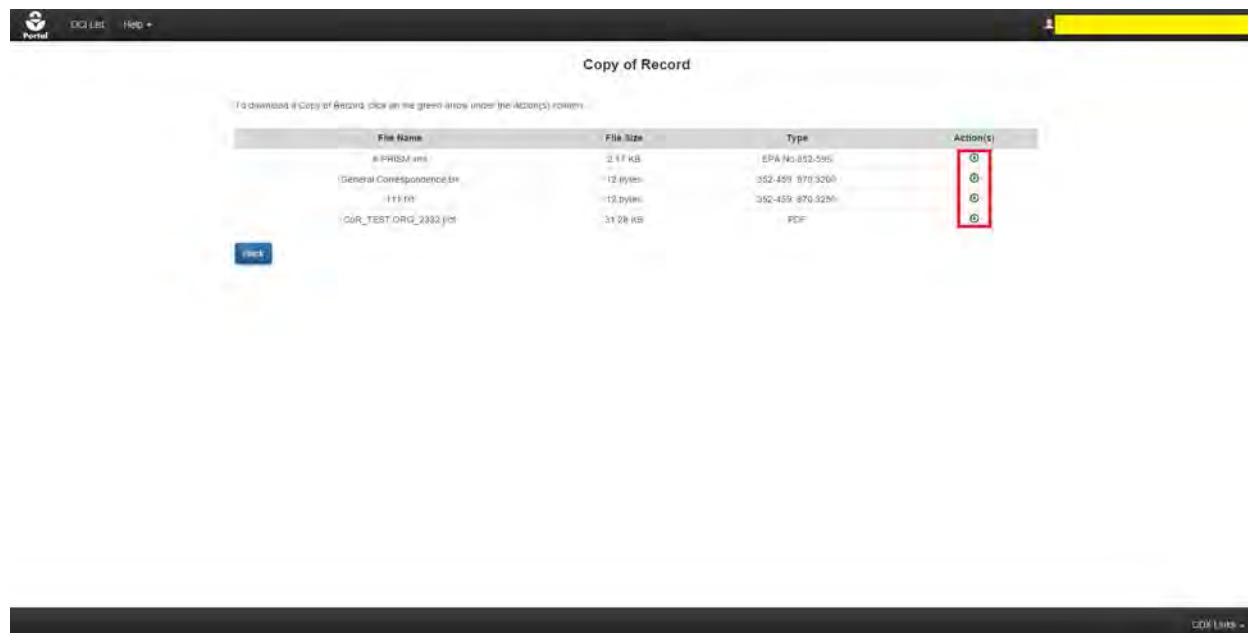 Portal DCI List Help
Copy of Record
To download a Copy of Record, click on the green arrow under the Action(s) column.
File Name File Size Type Action(s)
e-PRISM.xml 2.17 KB EPA No.
General Correspondence.txt 12 bytes 352-459 870.3200
111.txt 12 bytes 352-459 870.3250
CoR_TEST.ORG_2332.pdf 31.28 KB PDF
Back
CDX Links